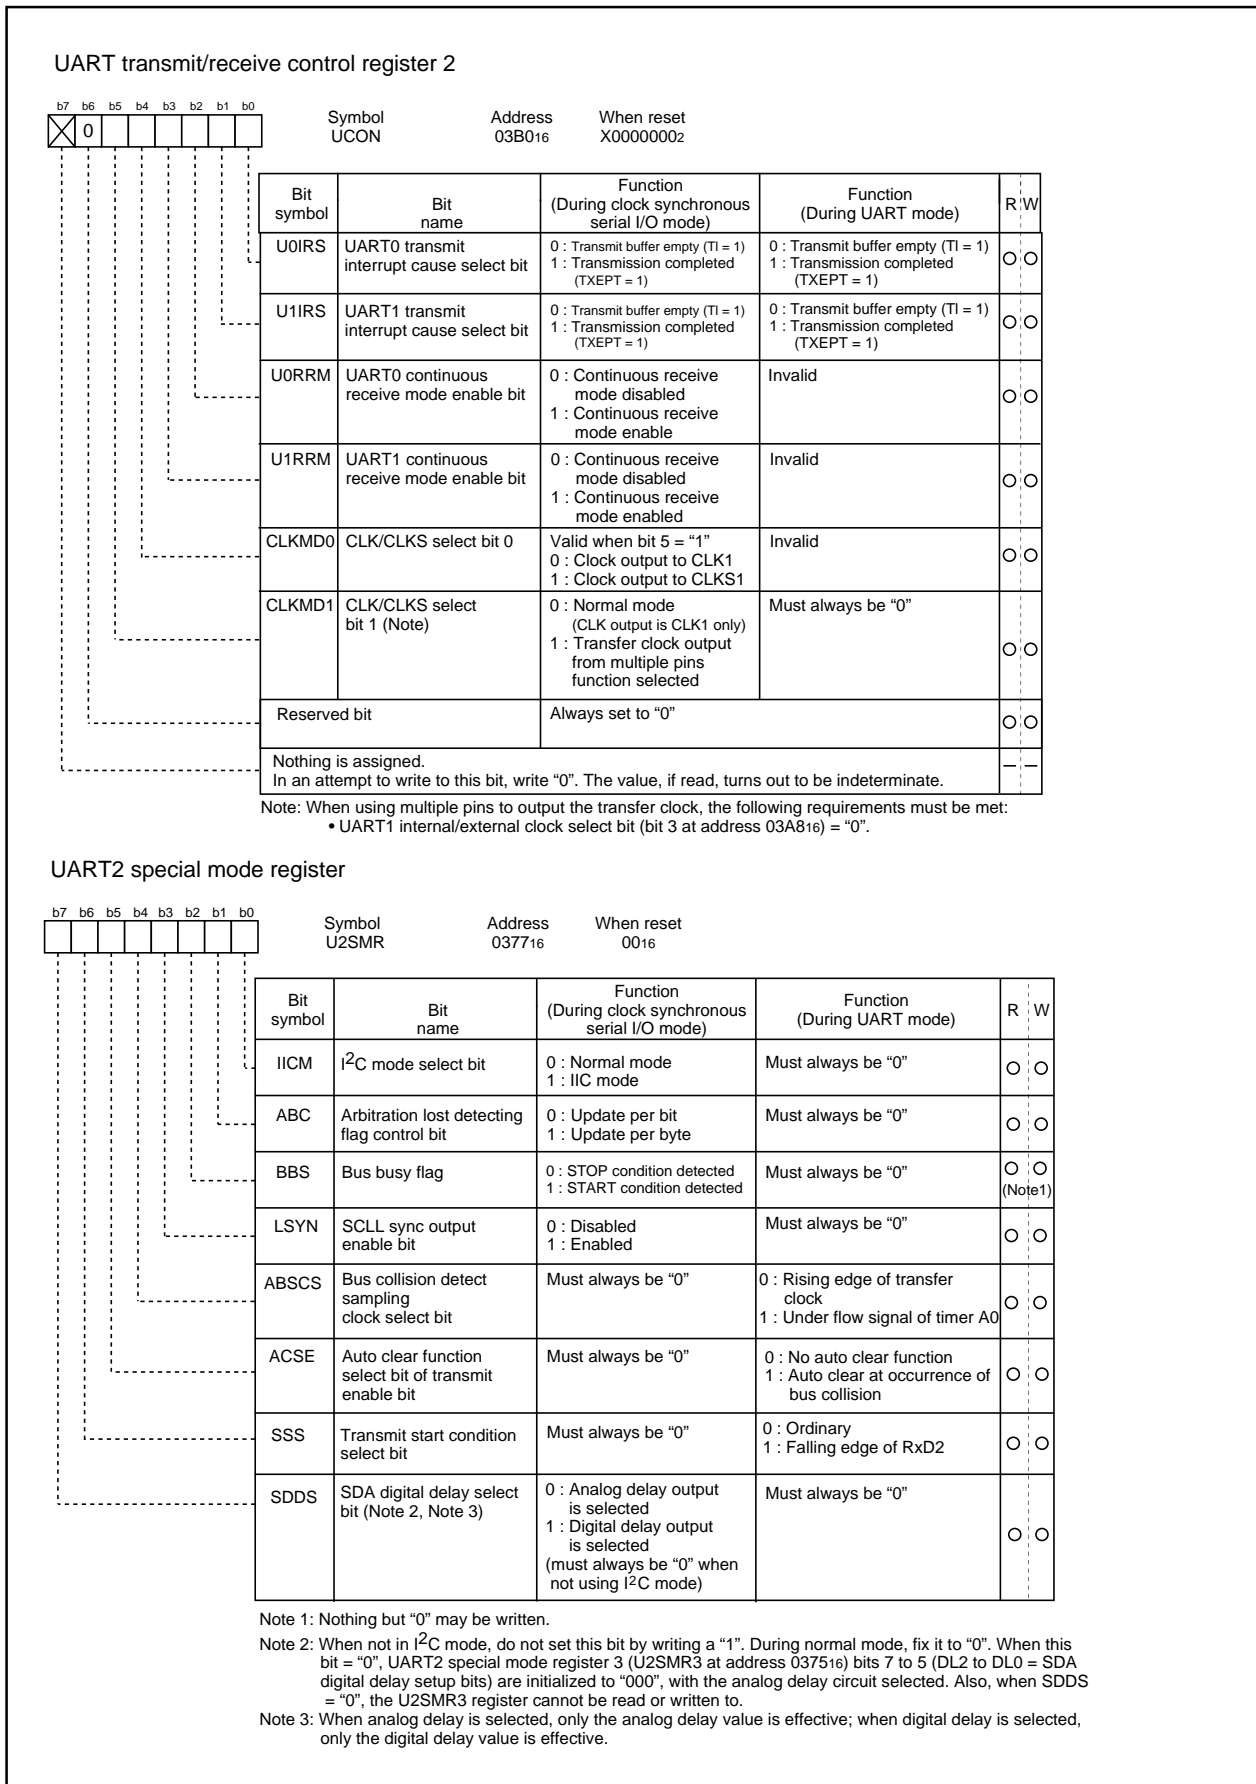 UART transmit/receive control register 2
b7 b6 b5 b4 b3 b2 b1 b0
Symbol Address When reset
0 UCON 03B016 X00000002
Bit symbol Bit name Function (During clock synchronous serial I/O mode) Function (During UART mode) R W
U0IRS UART0 transmit interrupt cause select bit
0 : Transmit buffer empty (TI = 1)
1 : Transmission completed
(TXEPT = 1)
0 : Transmit buffer empty (TI = 1)
1 : Transmission completed
(TXEPT = 1)
U1IRS UART1 transmit interrupt cause select bit
0 : Transmit buffer empty (TI = 1)
1 : Transmission completed
(TXEPT = 1)
0 : Transmit buffer empty (TI = 1)
1 : Transmission completed
(TXEPT = 1)
U0RRM UART0 continuous receive mode enable bit
0 : Continuous receive
mode disabled
1 : Continuous receive
mode enable
Invalid
U1RRM UART1 continuous receive mode enable bit
0 : Continuous receive
mode disabled
1 : Continuous receive
mode enabled
Invalid
CLKMD0 CLK/CLKS select bit 0
Valid when bit 5 = “1”
0 : Clock output to CLK1
1 : Clock output to CLKS1
Invalid
CLKMD1 CLK/CLKS select bit 1 (Note)
0 : Normal mode
(CLK output is CLK1 only)
1 : Transfer clock output
from multiple pins
function selected
Must always be “0”
Reserved bit Always set to “0”
Nothing is assigned.
In an attempt to write to this bit, write “0”. The value, if read, turns out to be indeterminate.
Note: When using multiple pins to output the transfer clock, the following requirements must be met:
• UART1 internal/external clock select bit (bit 3 at address 03A816) = “0”.
UART2 special mode register
b7 b6 b5 b4 b3 b2 b1 b0
Symbol Address When reset
U2SMR 037716 0016
Bit symbol Bit name Function (During clock synchronous serial I/O mode) Function (During UART mode) R W
IICM I2C mode select bit
0 : Normal mode
1 : IIC mode
Must always be “0”
ABC Arbitration lost detecting flag control bit
0 : Update per bit
1 : Update per byte
Must always be “0”
BBS Bus busy flag
0 : STOP condition detected
1 : START condition detected
Must always be “0”
(Note1)
LSYN SCLL sync output enable bit
0 : Disabled
1 : Enabled
Must always be “0”
ABSCS Bus collision detect sampling clock select bit
Must always be “0”
0 : Rising edge of transfer
clock
1 : Under flow signal of timer A0
ACSE Auto clear function select bit of transmit enable bit
Must always be “0”
0 : No auto clear function
1 : Auto clear at occurrence of
bus collision
SSS Transmit start condition select bit
Must always be “0”
0 : Ordinary
1 : Falling edge of RxD2
SDDS SDA digital delay select bit (Note 2, Note 3)
0 : Analog delay output
is selected
1 : Digital delay output
is selected
(must always be “0” when
not using I2C mode)
Must always be “0”
Note 1: Nothing but “0” may be written.
Note 2: When not in I2C mode, do not set this bit by writing a “1”. During normal mode, fix it to “0”. When this
bit = “0”, UART2 special mode register 3 (U2SMR3 at address 037516) bits 7 to 5 (DL2 to DL0 = SDA
digital delay setup bits) are initialized to “000”, with the analog delay circuit selected. Also, when SDDS
= “0”, the U2SMR3 register cannot be read or written to.
Note 3: When analog delay is selected, only the analog delay value is effective; when digital delay is selected,
only the digital delay value is effective.